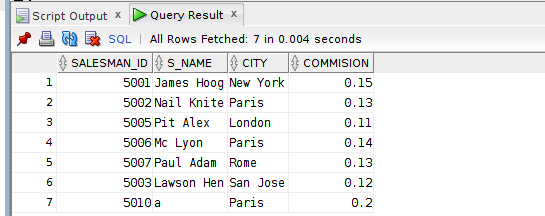 Script Output x Query Result x
SQL | All Rows Fetched: 7 in 0.004 seconds
SALESMAN_ID S_NAME CITY COMMISION
1 5001 James Hoog New York 0.15
2 5002 Nail Knite Paris 0.13
3 5005 Pit Alex London 0.11
4 5006 Mc Lyon Paris 0.14
5 5007 Paul Adam Rome 0.13
6 5003 Lawson Hen San Jose 0.12
7 5010 a Paris 0.2